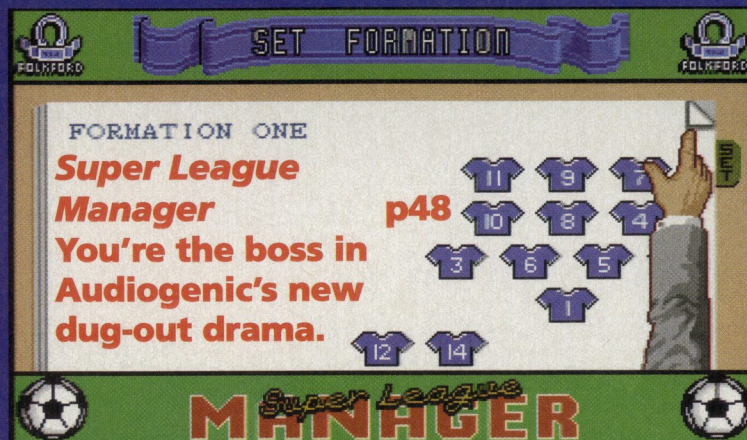 SET FORMATION
FOLKFORD
FOLKFORD
FORMATION ONE
SET
Super League
Manager
p48
You're the boss in
Audiogenic's new
dug-out drama.
11 9 7
10 8 4
3 6 5
1
12 14
Super League
MANAGER